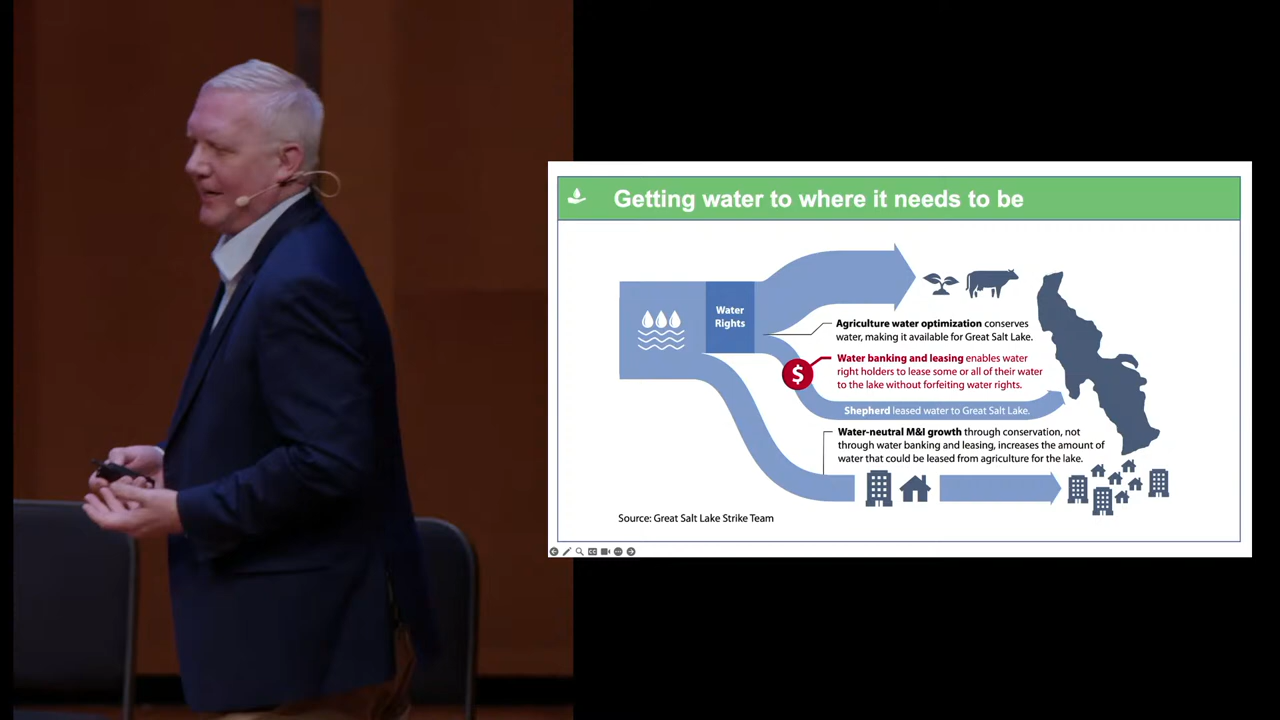 Getting water to where it needs to be
Water
Rights
Agriculture water optimization conserves
water, making it available for Great Salt Lake.
$
Water banking and leasing enables water
right holders to lease some or all of their water
to the lake without forfeiting water rights.
Shepherd leased water to Great Salt Lake.
Water-neutral M&I growth through conservation, not
through water banking and leasing, increases the amount of
water that could be leased from agriculture for the lake.
Source: Great Salt Lake Strike Team